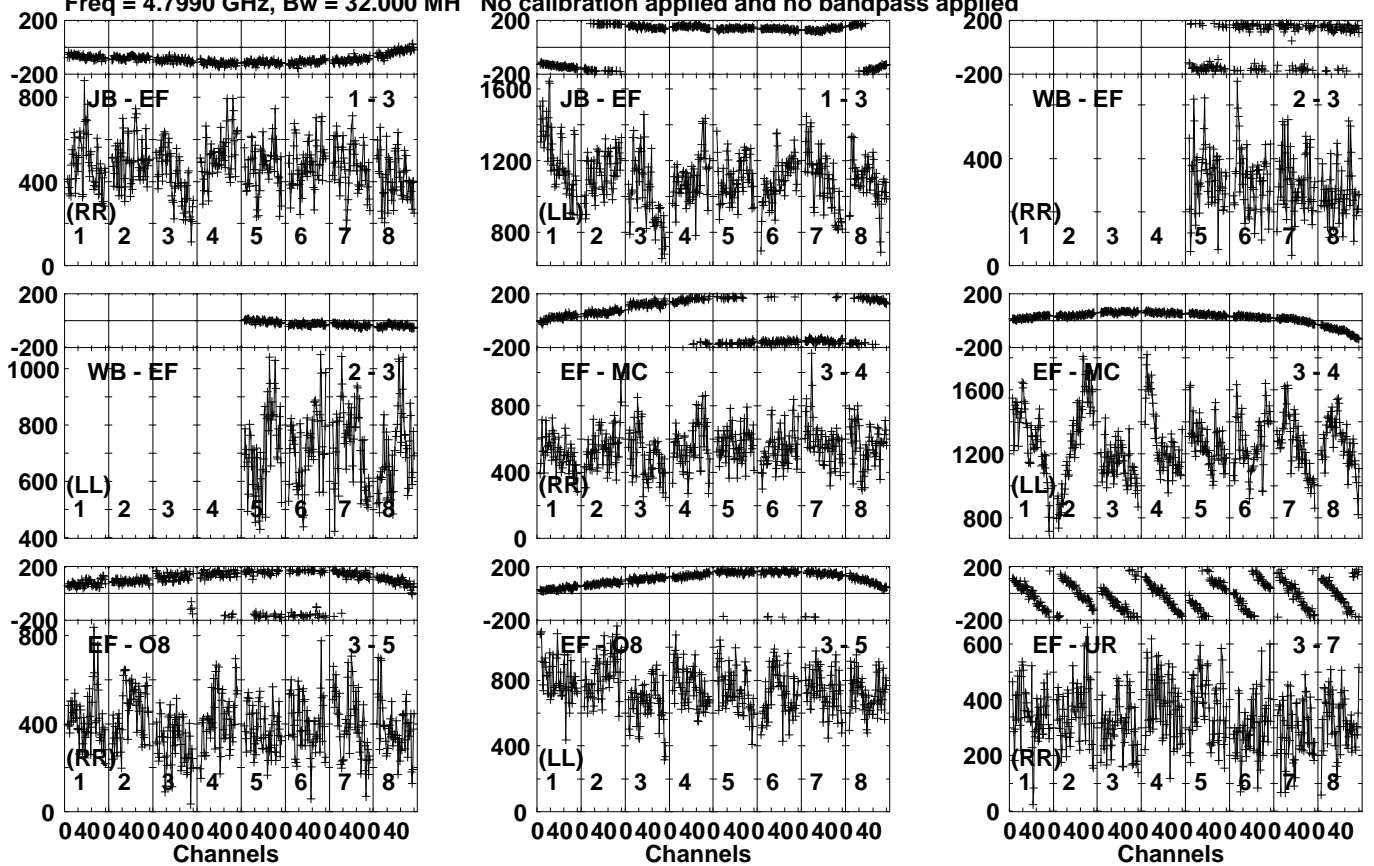 Freq = 4.7990 GHz, Bw = 32.000 MH No calibration applied and no bandpass applied
200 200 200
-200 -200 -200
800 JB - EF 1 - 3 1600 JB - EF 1 - 3 WB - EF 2 - 3
400 1200 400
(RR) (LL) (RR)
1 2 3 4 5 6 7 8 800 1 2 3 4 5 6 7 8 1 2 3 4 5 6 7 8
0 0
200 200 200
-200 -200 -200
1000 WB - EF 2 - 3 EF - MC 3 - 4 EF - MC 3 - 4
800 800 1600
600 400 1200
(LL) (RR) (LL)
1 2 3 4 5 6 7 8 1 2 3 4 5 6 7 8 800 1 2 3 4 5 6 7 8
400 0
200 200 200
-200 -200 -200
800 EF - O8 3 - 5 EF - O8 3 - 5 600 EF - UR 3 - 7
400 800 400
(RR) 400 (LL) 200 (RR)
1 2 3 4 5 6 7 8 1 2 3 4 5 6 7 8 1 2 3 4 5 6 7 8
0 0 0
0 40 0 40 0 40 0 40 0 40 0 40 0 40 0 40 0 40 0 40 0 40 0 40 0 40 0 40 0 40 0 40 0 40 0 40 0 40 0 40 0 40 0 40 0 40 0 40
Channels Channels Channels